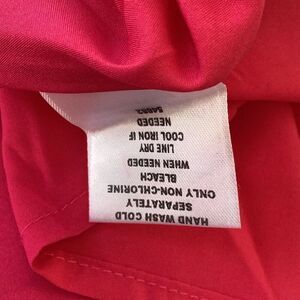 HAND WASH COLD
SEPARATELY
ONLY NON-CHLORINE
BLEACH
WHEN NEEDED
LINE DRY
COOL IRON IF
NEEDED